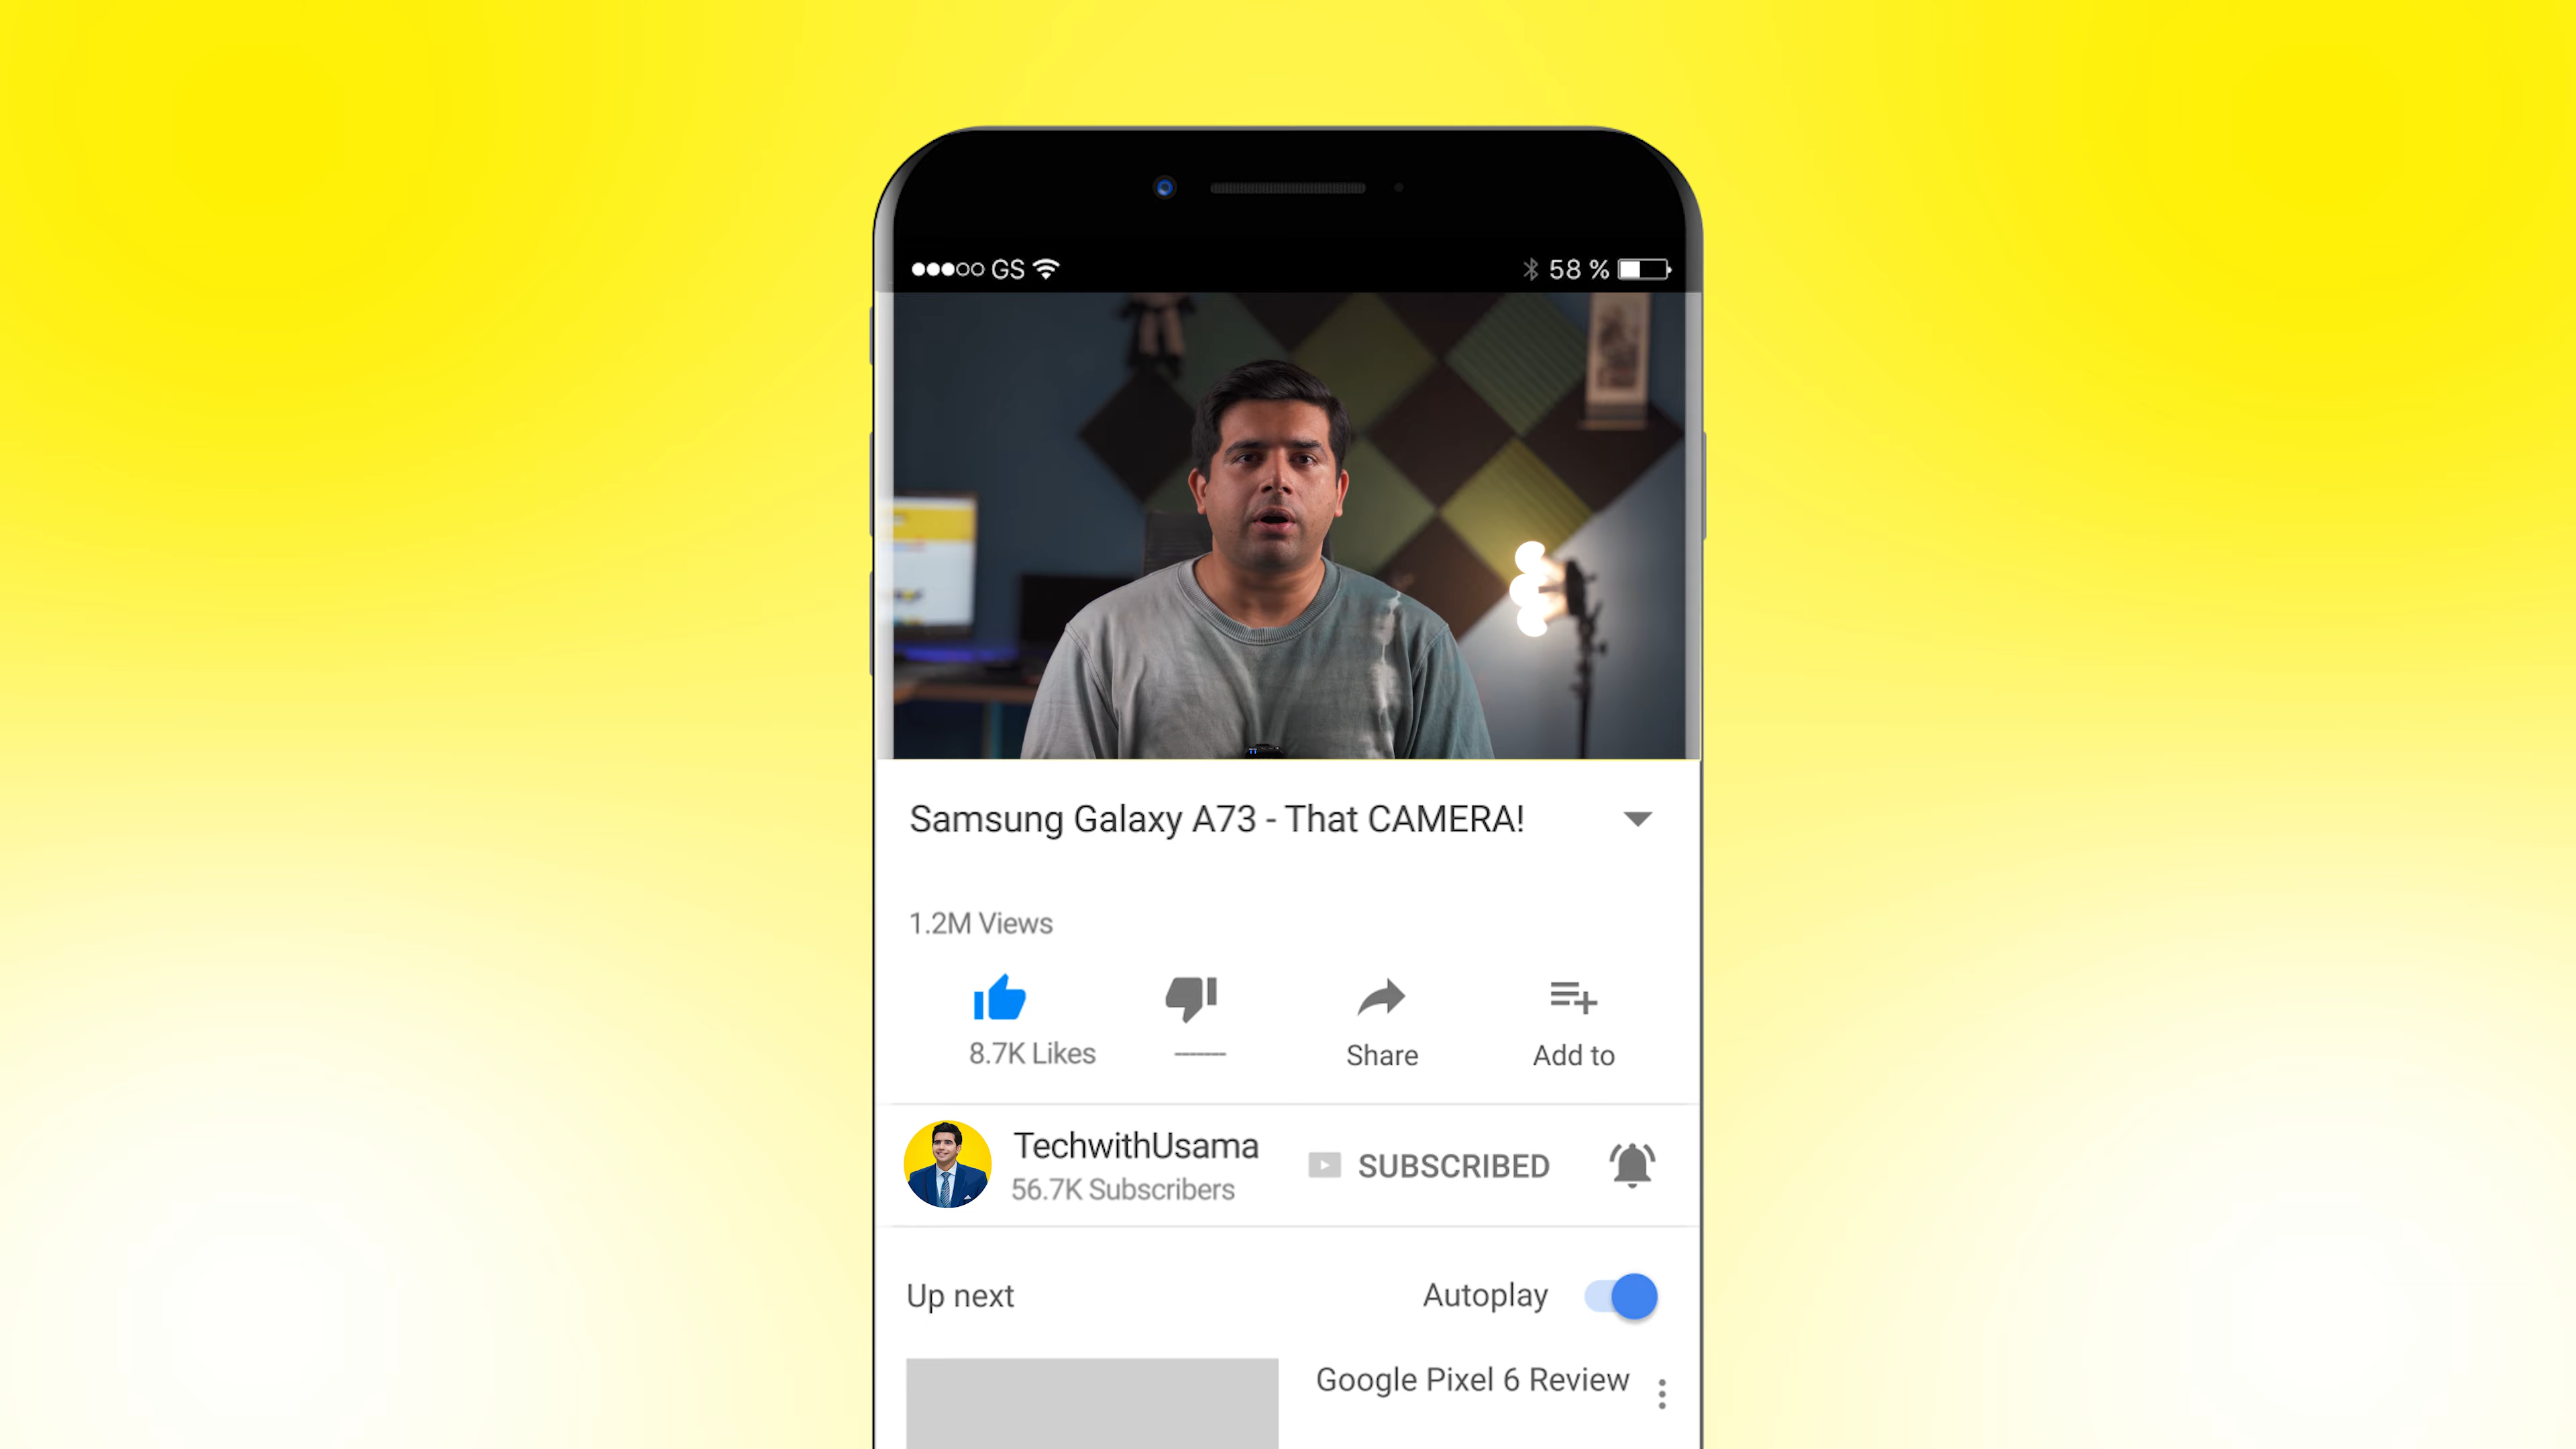 GS 58 %
Samsung Galaxy A73 - That CAMERA!
1.2M Views
8.7K Likes
Share
Add to
TechwithUsama
SUBSCRIBED
56.7K Subscribers
Up next
Autoplay
Google Pixel 6 Review